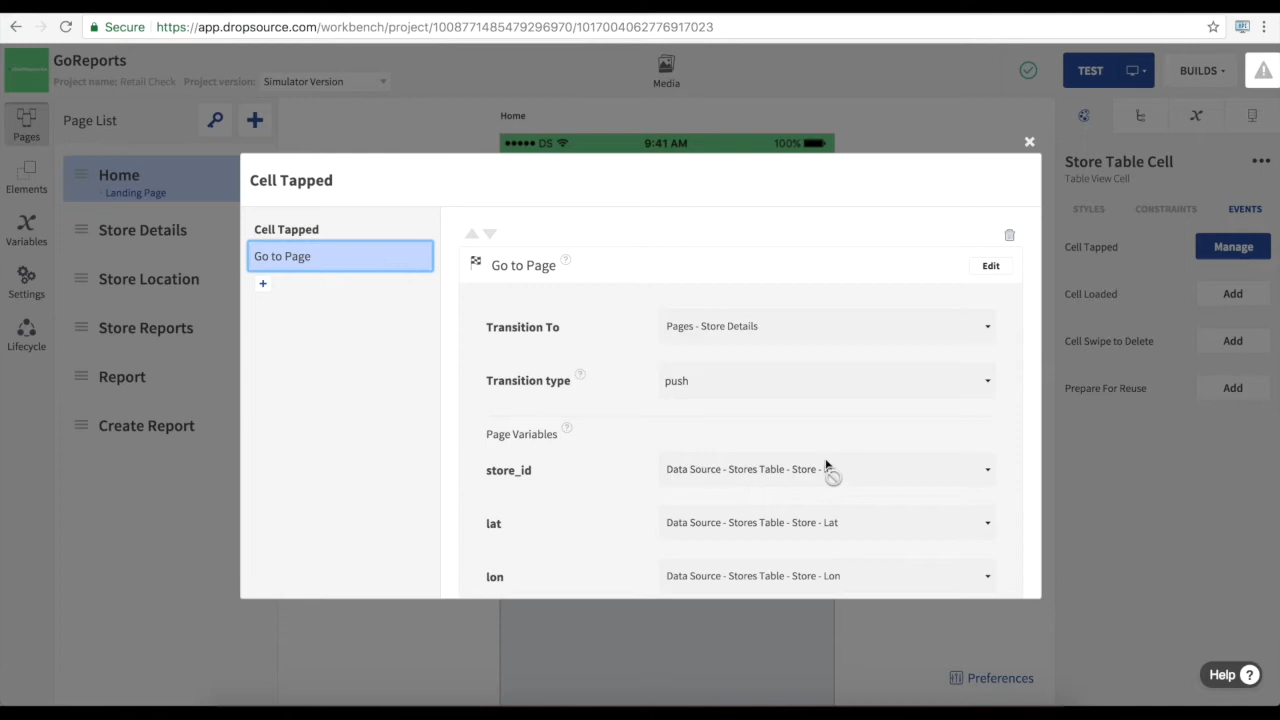 Secure https://app.dropsource.com/workbench/project/1008771485479296970/1017004062776917023
GoReports
Project name: Retail Check Project version: Simulator Version
Media
TEST
BUILDS
Pages
Elements
Variables
Settings
Lifecycle
Page List
Home
· Landing Page
Store Details
Store Location
Store Reports
Report
Create Report
Home
DS 9:41 AM 100%
Cell Tapped
Cell Tapped
Go to Page
+
Go to Page ?
Edit
Transition To Pages - Store Details
Transition type ? push
Page Variables ?
store_id Data Source - Stores Table - Store -
lat Data Source - Stores Table - Store - Lat
lon Data Source - Stores Table - Store - Lon
Store Table Cell
Table View Cell
STYLES CONSTRAINTS EVENTS
Cell Tapped Manage
Cell Loaded Add
Cell Swipe to Delete Add
Prepare For Reuse Add
Preferences
Help ?